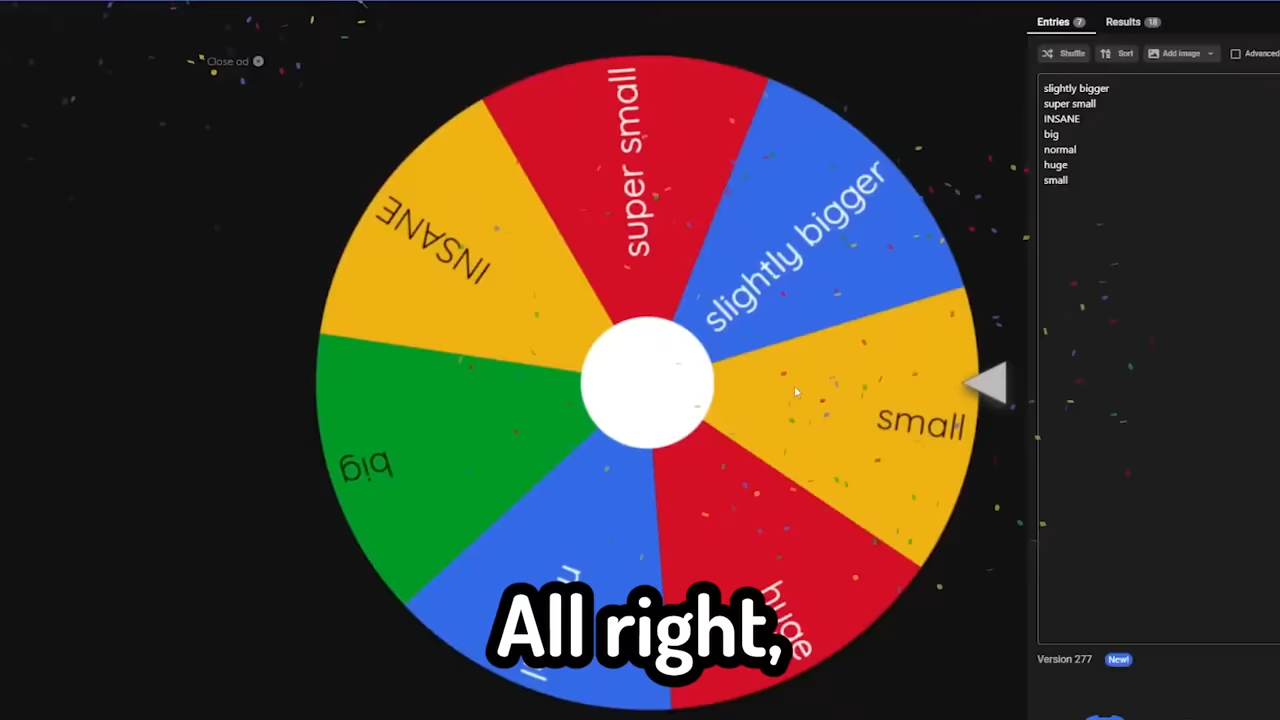 Entries 7 Results 18
Close ad
Shuffle Sort Add image Advanced
slightly bigger
super small
INSANE
big
normal
huge
small
super small
slightly bigger
INSANE
small
big
huge
All right,
Version 277 New!